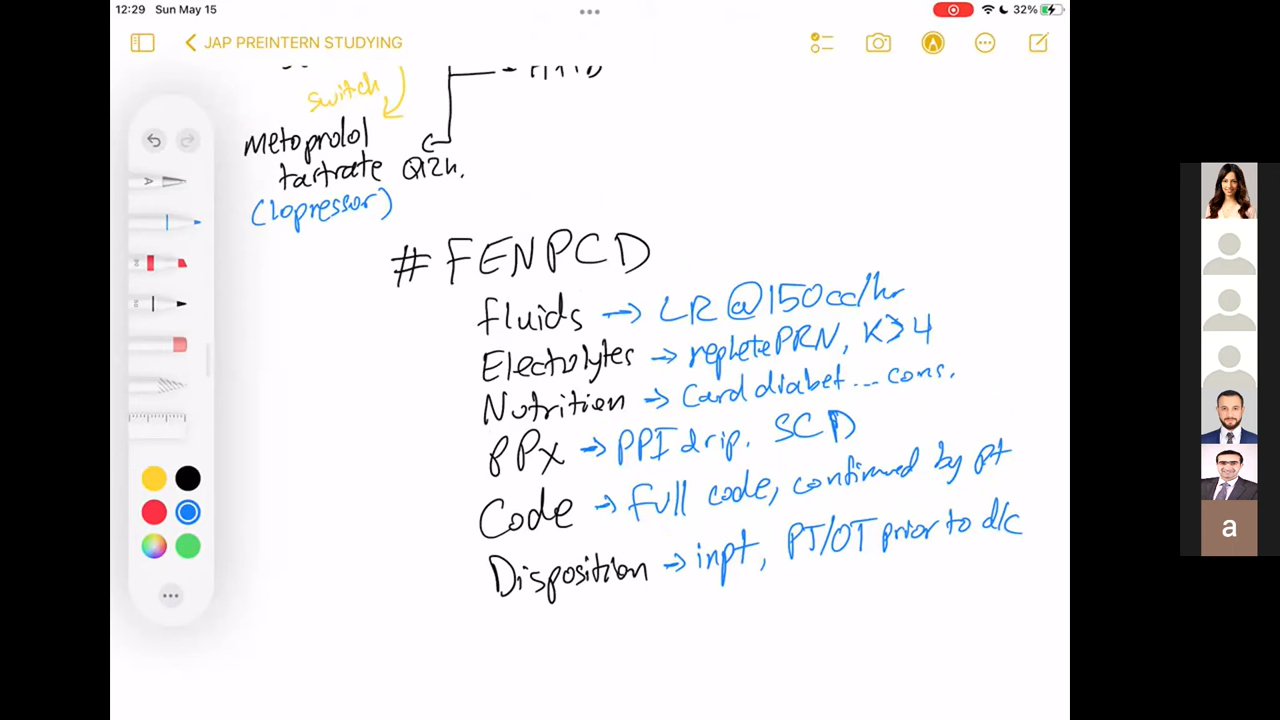 12:29 Sun May 15
32%
JAP PREINTERN STUDYING
switch
metoprolol
tartrate Q12h.
(lopressor)
# FENPCD
fluids → LR @150cc/hr
Electrolytes → replete PRN, K≥4
Nutrition → Card diabet... cons.
PPx → PPI drip. SCD
Code → full code, confirmed by pt
Disposition → inpt, PT/OT prior to d/c
a